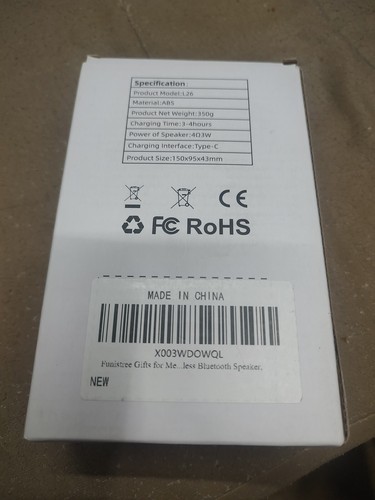 Specification:
Product Model:L26
Material:ABS
Product Net Weight:350g
Charging Time:3-4hours
Power of Speaker:4Ω3W
Charging Interface:Type-C
Product Size:150x95x43mm
CE
FC RoHS
MADE IN CHINA
X003WDOWQL
Funistree Gifts for Me...less Bluetooth Speaker,
NEW